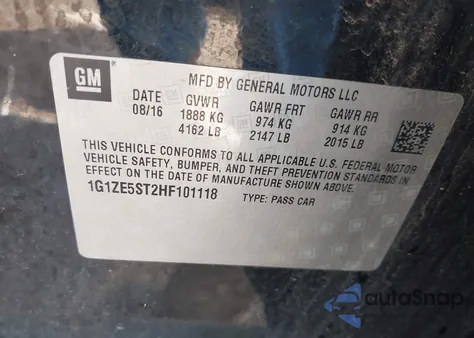 GM
MFD BY GENERAL MOTORS LLC
DATE GVWR GAWR FRT GAWR RR
08/16 1888 KG 974 KG 914 KG
4162 LB 2147 LB 2015 LB
THIS VEHICLE CONFORMS TO ALL APPLICABLE U.S. FEDERAL MOTOR
VEHICLE SAFETY, BUMPER, AND THEFT PREVENTION STANDARDS IN
EFFECT ON THE DATE OF MANUFACTURE SHOWN ABOVE.
1G1ZE5ST2HF101118 TYPE: PASS CAR
autoSnap